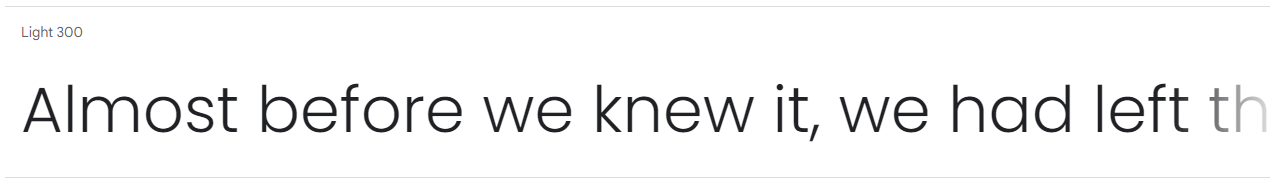 Light 300
Almost before we knew it, we had left th